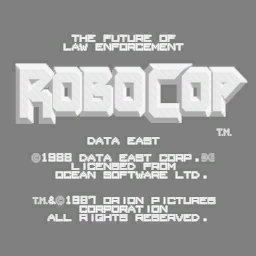 THE FUTURE OF
LAW ENFORCEMENT
ROBOCOP
T.M.
DATA EAST
©1988 DATA EAST CORP.
LICENSED FROM
OCEAN SOFTWARE LTD.
T.M.&©1987 ORION PICTURES
CORPORATION
ALL RIGHTS RESERVED.